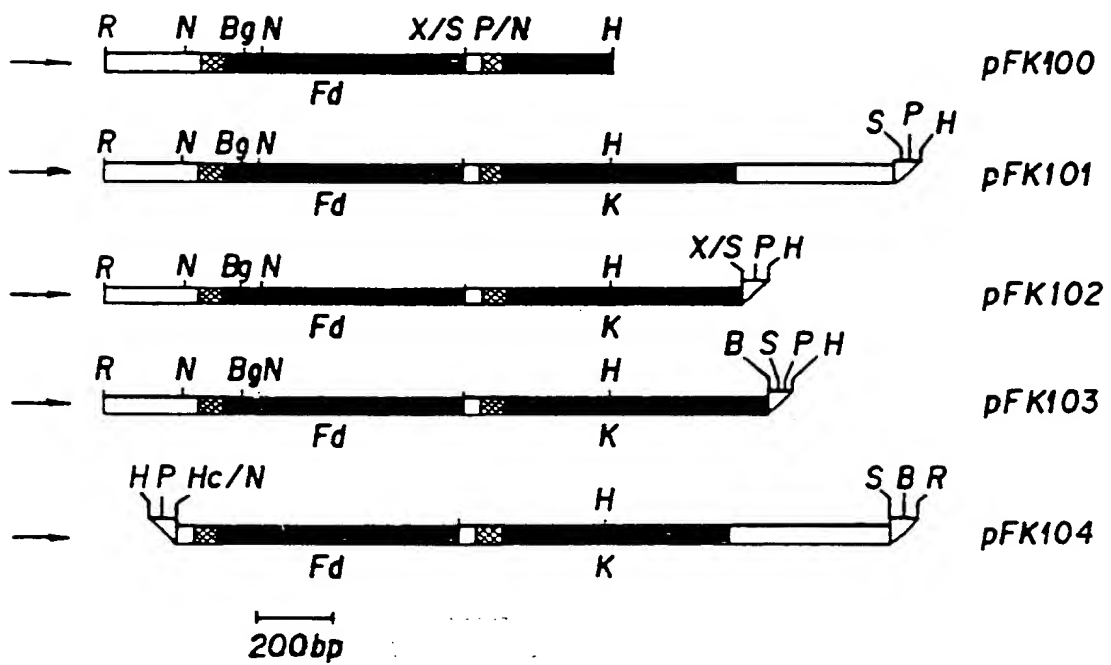 R N Bg N X/S P/N H
pFK100
Fd
S P H
R N Bg N H
pFK101
Fd K
X/S P H
R N Bg N H
pFK102
Fd K
B S P H
R N BgN H
pFK103
Fd K
H P Hc/N S B R
H
pFK104
Fd K
200bp